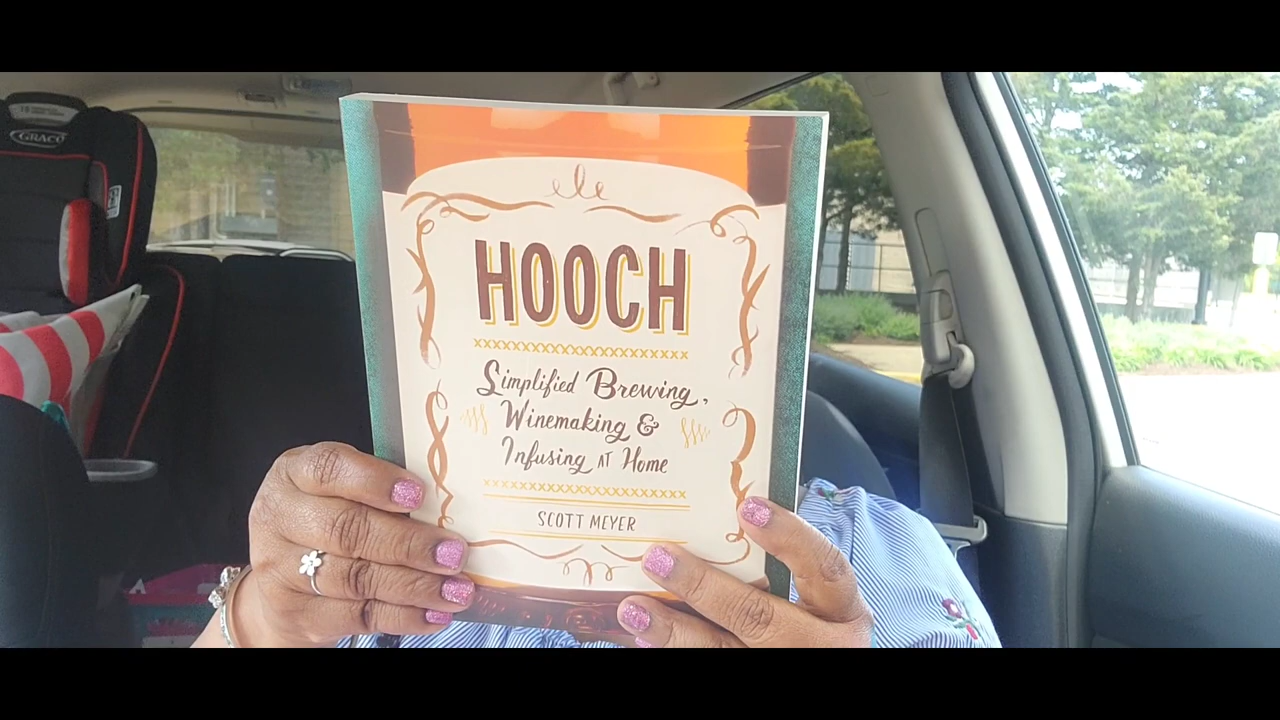 GRACO
HOOCH
Simplified Brewing,
Winemaking &
Infusing AT Home
SCOTT MEYER